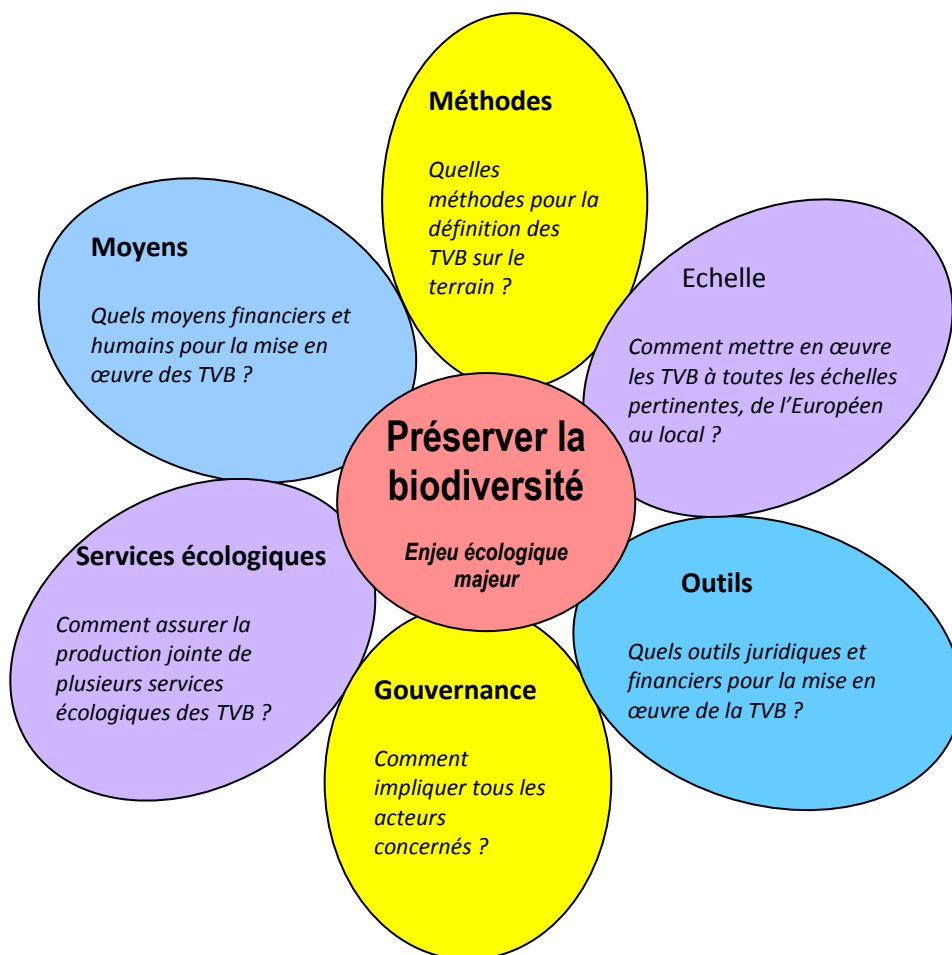 Méthodes
Quelles
méthodes pour la
définition des
TVB sur le
terrain ?
Moyens
Quels moyens financiers et
humains pour la mise en
œuvre des TVB ?
Echelle
Comment mettre en œuvre
les TVB à toutes les échelles
pertinentes, de l’Européen
au local ?
Préserver la
biodiversité
Enjeu écologique
majeur
Services écologiques
Comment assurer la
production jointe de
plusieurs services
écologiques des TVB ?
Outils
Quels outils juridiques et
financiers pour la mise en
œuvre de la TVB ?
Gouvernance
Comment
impliquer tous les
acteurs
concernés ?